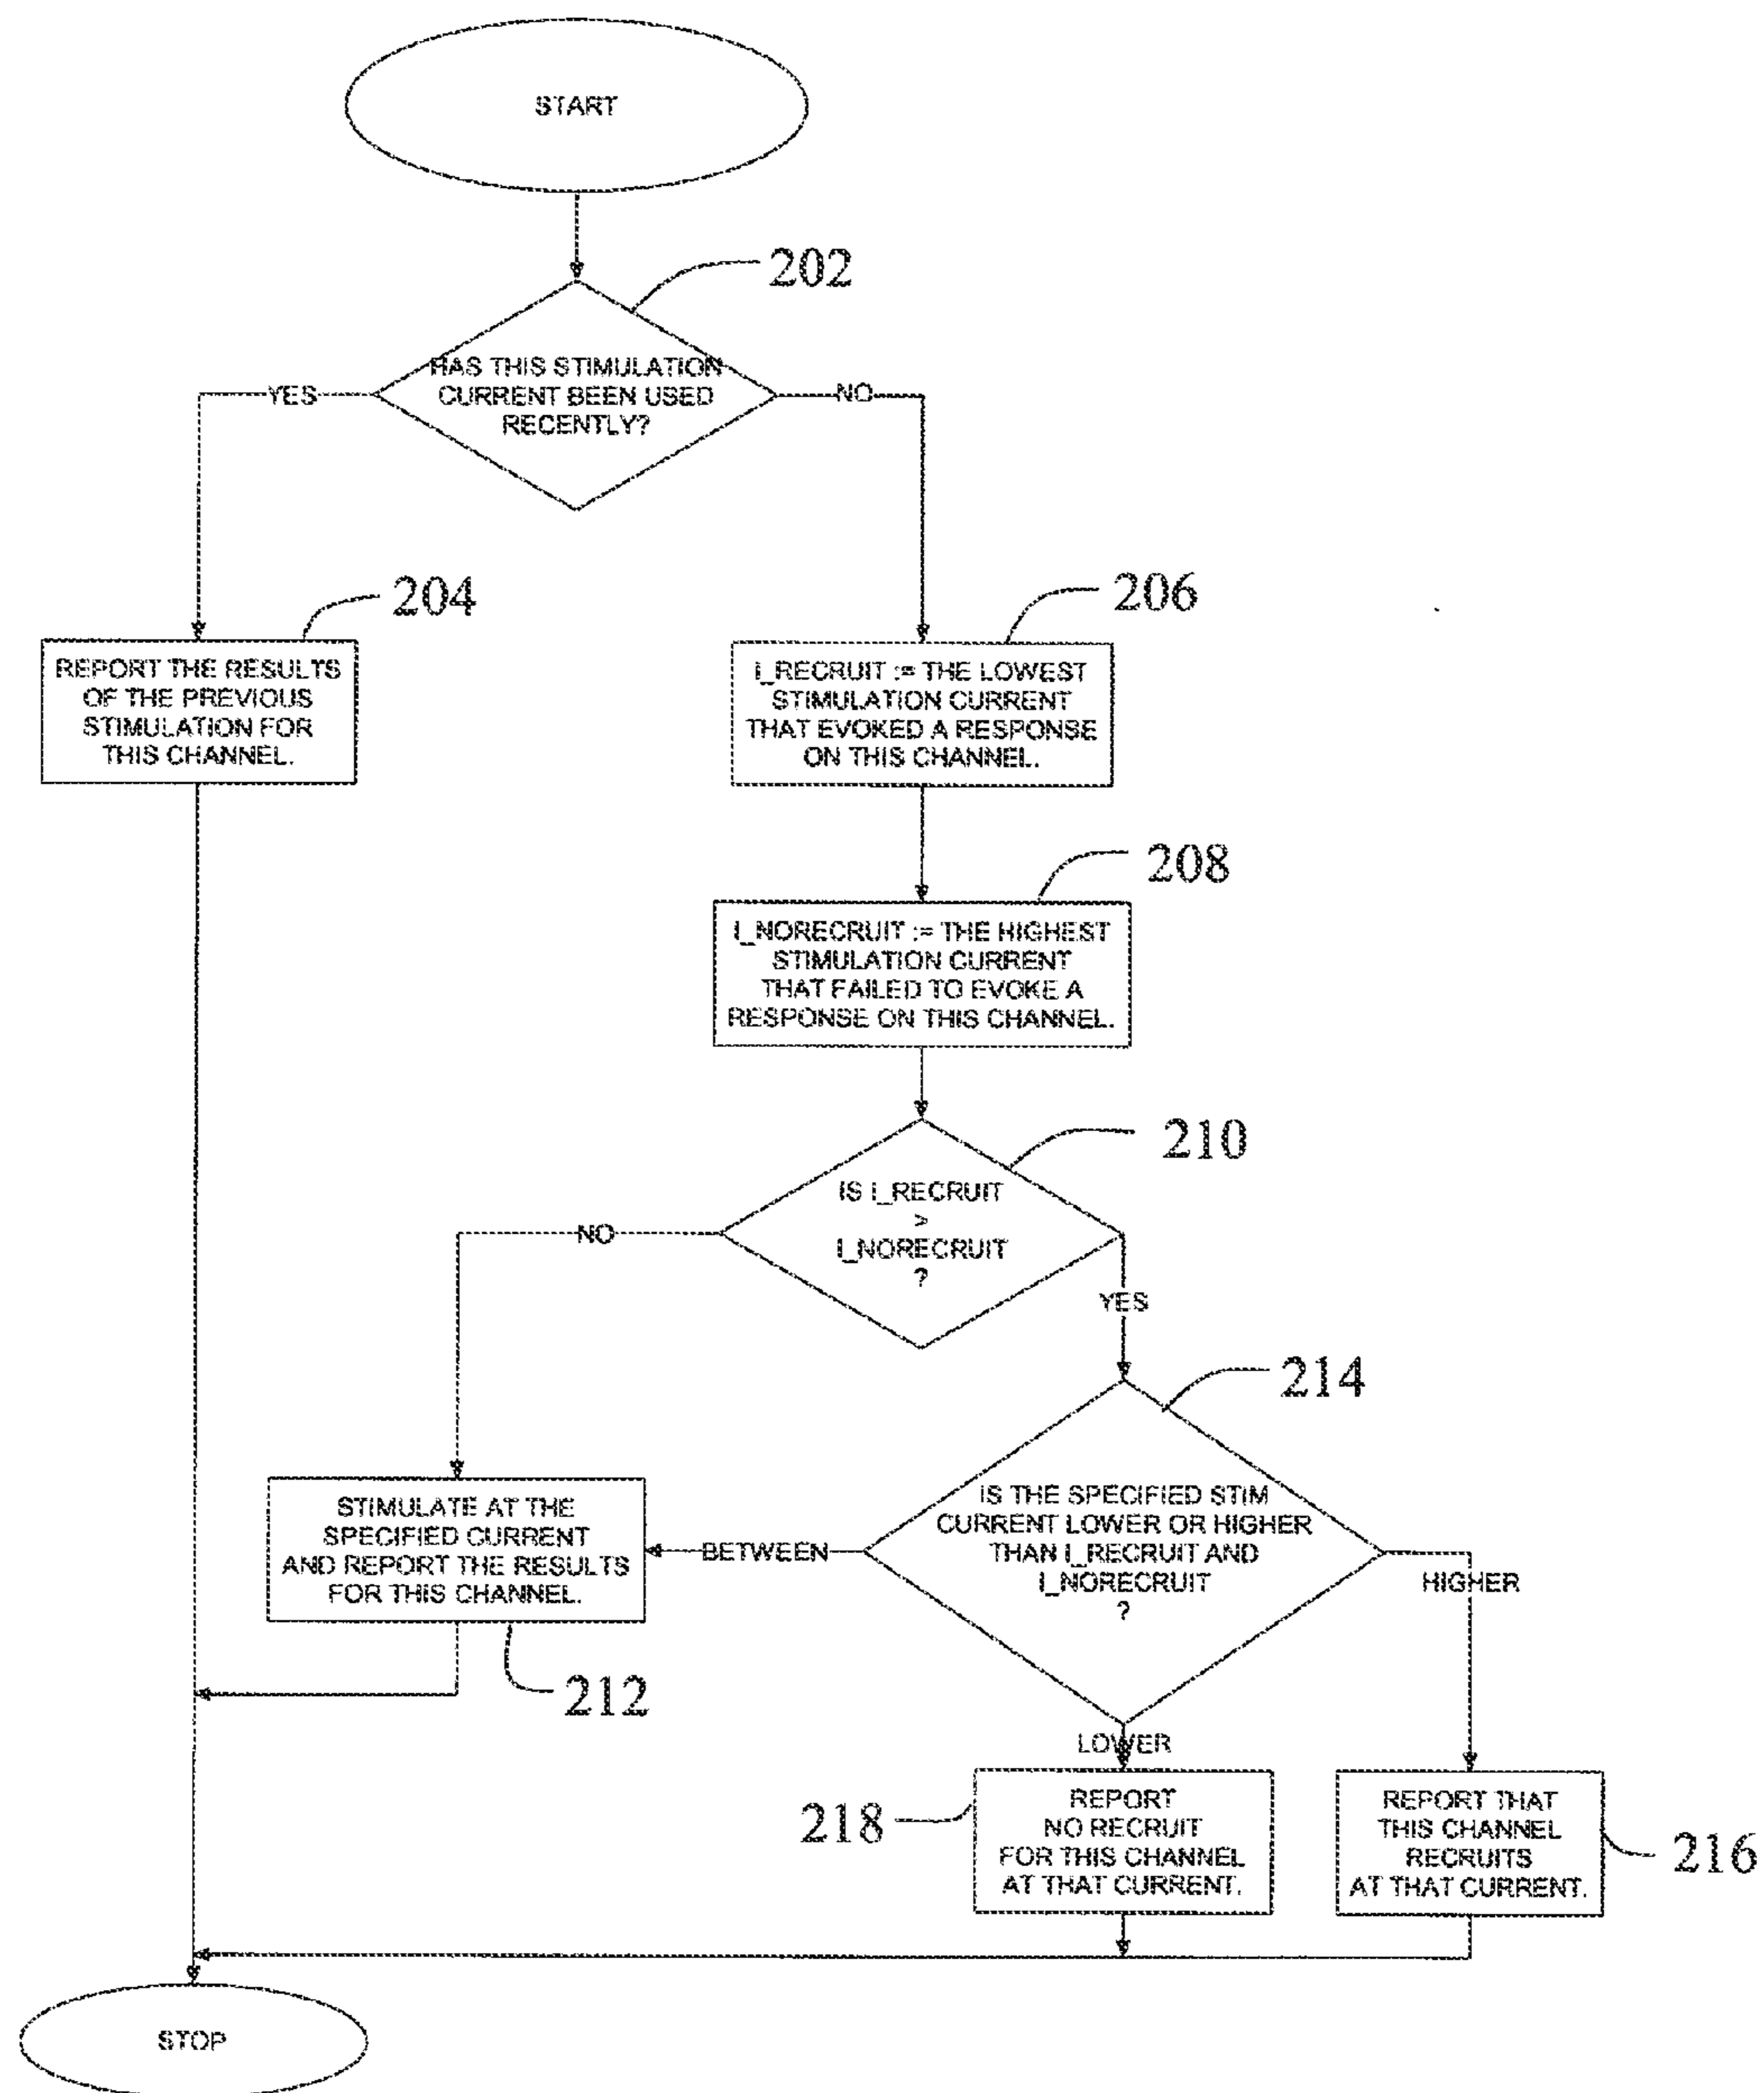 START
202
HAS THIS STIMULATION
CURRENT BEEN USED
RECENTLY?
YES
NO
204
206
REPORT THE RESULTS
OF THE PREVIOUS
STIMULATION FOR
THIS CHANNEL.
I_RECRUIT := THE LOWEST
STIMULATION CURRENT
THAT EVOKED A RESPONSE
ON THIS CHANNEL.
208
I_NORECRUIT := THE HIGHEST
STIMULATION CURRENT
THAT FAILED TO EVOKE A
RESPONSE ON THIS CHANNEL.
210
IS I_RECRUIT
>
I_NORECRUIT
?
NO
YES
214
IS THE SPECIFIED STIM
CURRENT LOWER OR HIGHER
THAN I_RECRUIT AND
I_NORECRUIT
?
STIMULATE AT THE
SPECIFIED CURRENT
AND REPORT THE RESULTS
FOR THIS CHANNEL.
BETWEEN
HIGHER
212
LOWER
218
REPORT
NO RECRUIT
FOR THIS CHANNEL
AT THAT CURRENT.
REPORT THAT
THIS CHANNEL
RECRUITS
AT THAT CURRENT.
216
STOP